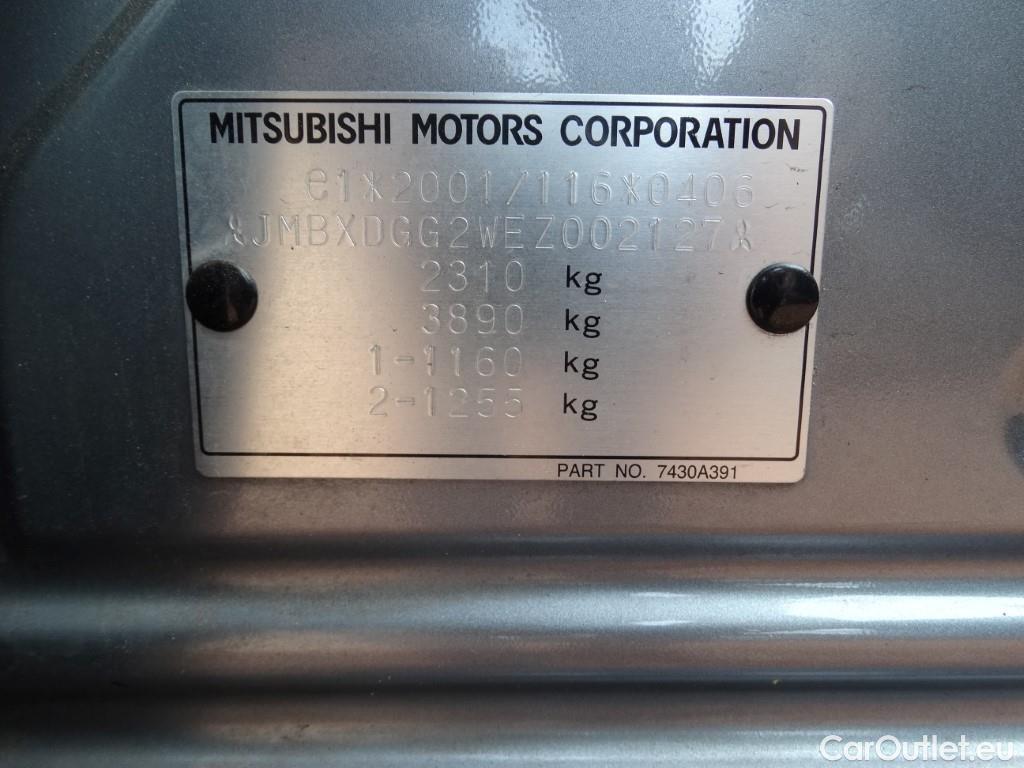 MITSUBISHI MOTORS CORPORATION
e1*2001/116*0406
JMBXDGG2WEZ002127
2310 kg
3890 kg
1-1160 kg
2-1255 kg
PART NO. 7430A391
CarOutlet.eu